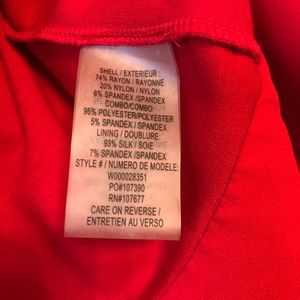 SHELL / EXTERIEUR :
74% RAYON / RAYONNE
20% NYLON / NYLON
6% SPANDEX /SPANDEX
COMBO/COMBO:
95% POLYESTER/POLYESTER
5% SPANDEX / SPANDEX
LINING / DOUBLURE:
93% SILK / SOIE
7% SPANDEX/SPANDEX
STYLE # / NUMERO DE MODELE:
W000028351
PO#107390
RN#107677
CARE ON REVERSE /
ENTRETIEN AU VERSO